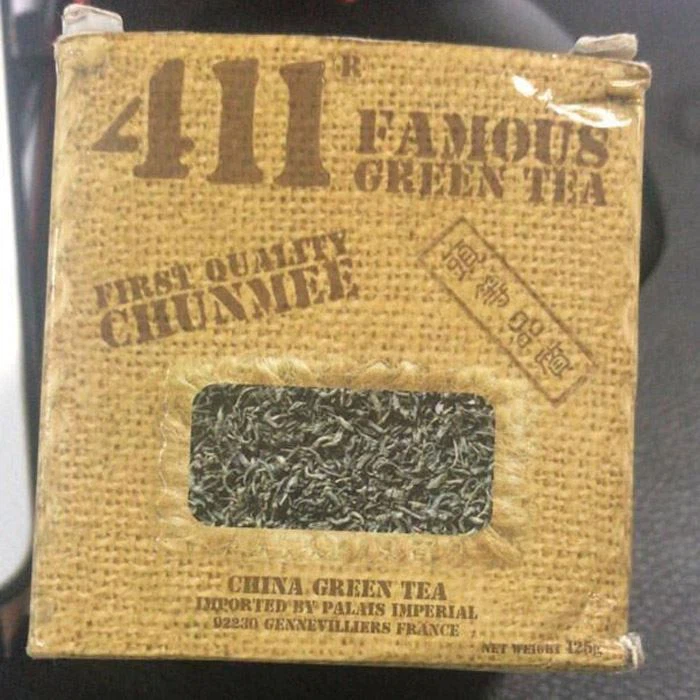 411 R
FAMOUS
GREEN TEA
FIRST QUALITY
CHUNMEE
CHINA GREEN TEA
IMPORTED BY PALAIS IMPERIAL
92230 GENNEVILLIERS FRANCE
NET WEIGHT 125g.